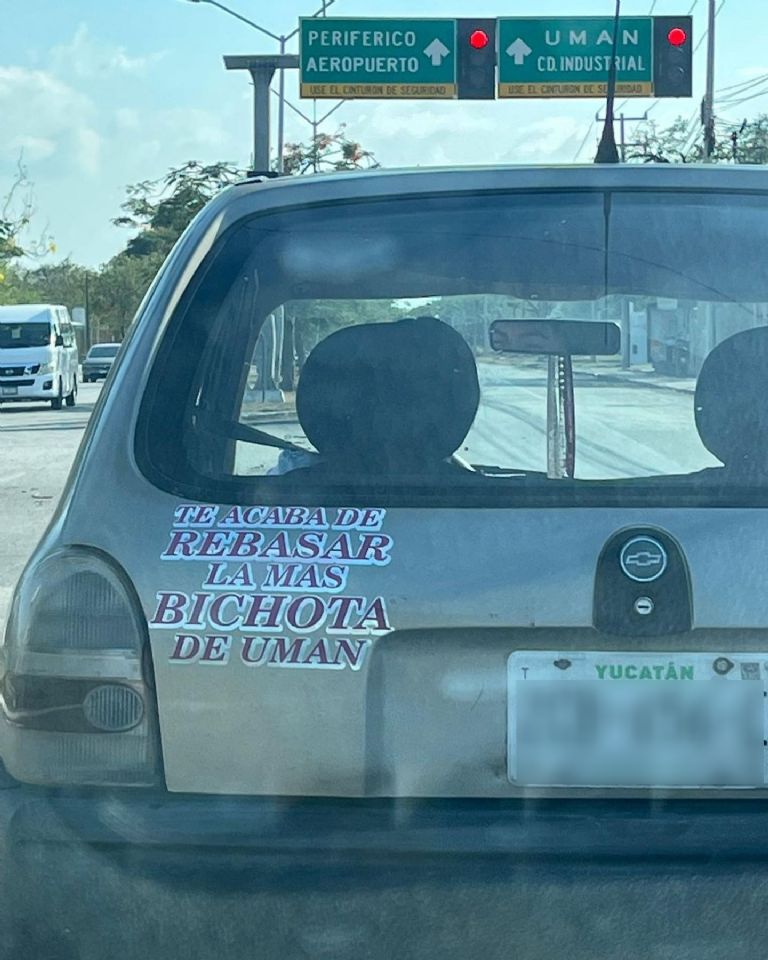 PERIFERICO
AEROPUERTO
USE EL CINTURON DE SEGURIDAD
UMAN
CD. INDUSTRIAL
USE EL CINTURON DE SEGURIDAD
TE ACABA DE
REBASAR
LA MAS
BICHOTA
DE UMAN
YUCATÁN